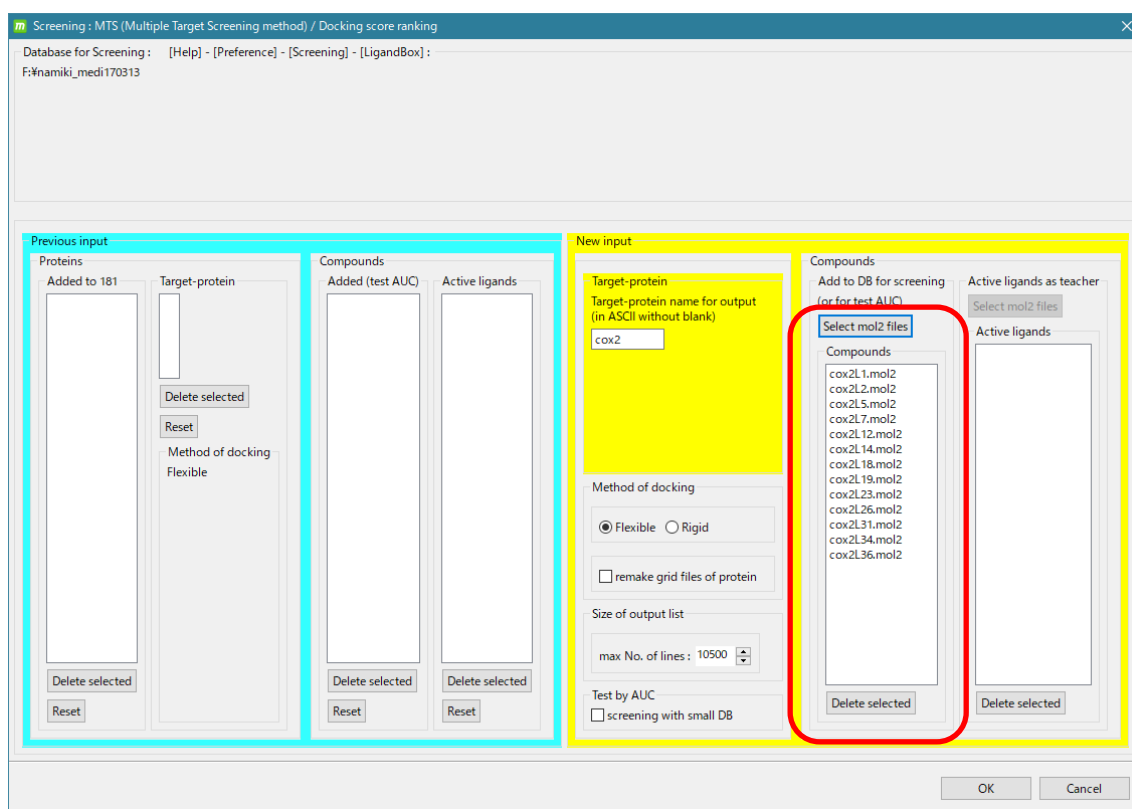 m Screening : MTS (Multiple Target Screening method) / Docking score ranking
Database for Screening : [Help] - [Preference] - [Screening] - [LigandBox] :
F:¥namiki_medi170313
Previous input
Proteins
Added to 181
Delete selected
Reset
Target-protein
Delete selected
Reset
Method of docking
Flexible
Compounds
Added (test AUC)
Delete selected
Reset
Active ligands
Delete selected
Reset
New input
Target-protein
Target-protein name for output
(in ASCII without blank)
cox2
Method of docking
Flexible Rigid
remake grid files of protein
Size of output list
max No. of lines : 10500
Test by AUC
screening with small DB
Compounds
Add to DB for screening
(or for test AUC)
Select mol2 files
Compounds
cox2L1.mol2
cox2L2.mol2
cox2L5.mol2
cox2L7.mol2
cox2L12.mol2
cox2L14.mol2
cox2L18.mol2
cox2L19.mol2
cox2L23.mol2
cox2L26.mol2
cox2L31.mol2
cox2L34.mol2
cox2L36.mol2
Delete selected
Active ligands as teacher
Select mol2 files
Active ligands
Delete selected
OK Cancel